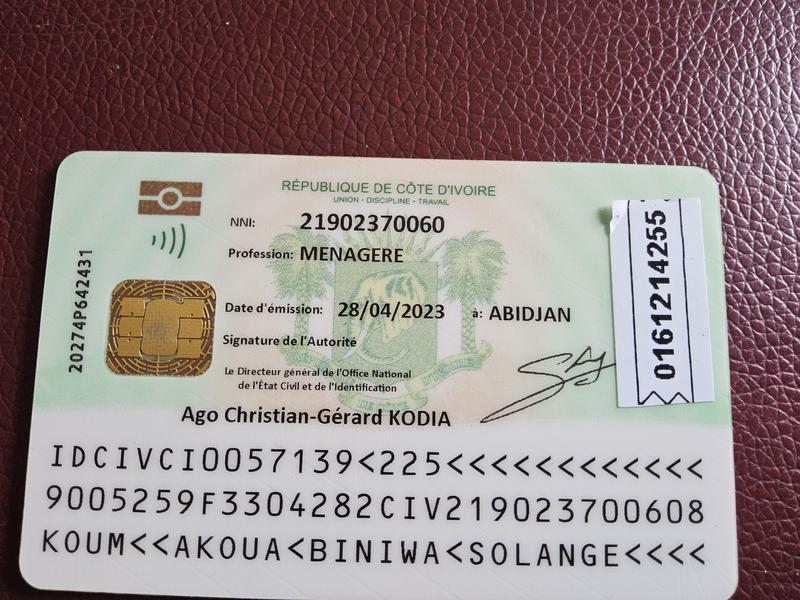 RÉPUBLIQUE DE CÔTE D'IVOIRE
UNION - DISCIPLINE - TRAVAIL
NNI: 21902370060
Profession: MENAGERE
Date d'émission: 28/04/2023 à: ABIDJAN
Signature de l'Autorité
Le Directeur général de l'Office National
de l'État Civil et de l'Identification
Ago Christian-Gérard KODIA
20274P642431
0161214255
IDCIVCI0057139<225<<<<<<<<<<<<
9005259F3304282CIV219023700608
KOUM<<AKOUA<BINIWA<SOLANGE<<<<